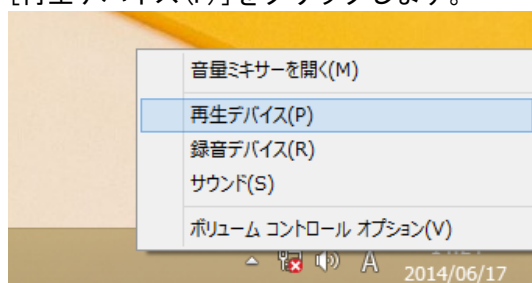 [再生デバイス(P)]をクリックします。
音量ミキサーを開く(M)
再生デバイス(P)
録音デバイス(R)
サウンド(S)
ボリューム コントロール オプション(V)
A
2014/06/17